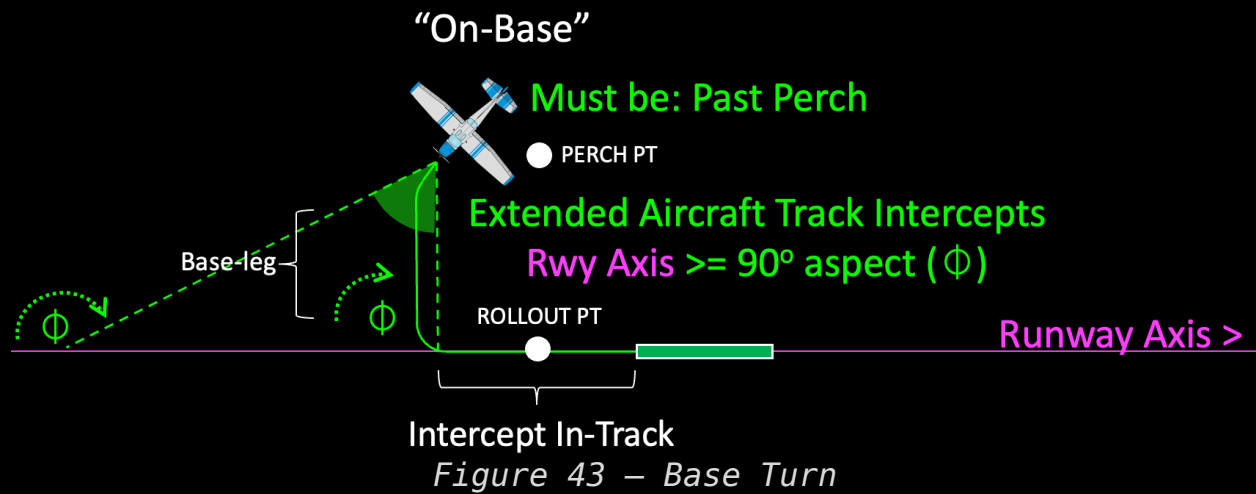 “On-Base”
Must be: Past Perch
PERCH PT
Extended Aircraft Track Intercepts
Rwy Axis >= 90º aspect (Φ)
Base-leg
Φ
Φ
ROLLOUT PT
Runway Axis >
Intercept In-Track
Figure 43 – Base Turn